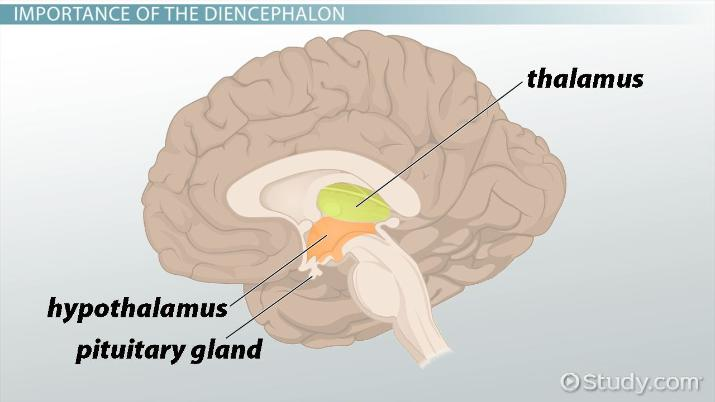 IMPORTANCE OF THE DIENCEPHALON
thalamus
hypothalamus
pituitary gland
Study.com